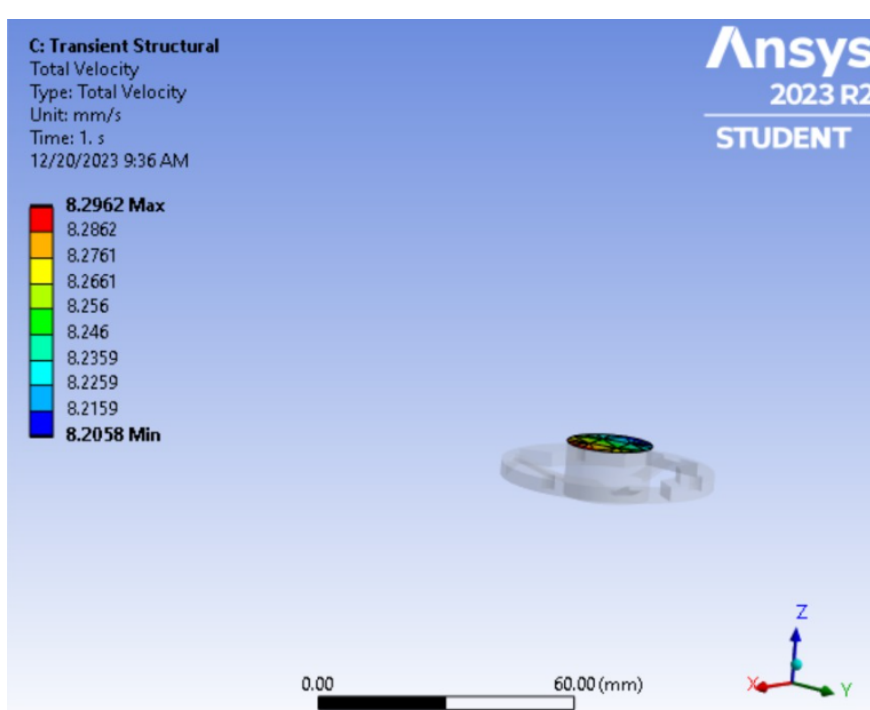 C: Transient Structural
Total Velocity
Type: Total Velocity
Unit: mm/s
Time: 1. s
12/20/2023 9:36 AM
8.2962 Max
8.2862
8.2761
8.2661
8.256
8.246
8.2359
8.2259
8.2159
8.2058 Min
Ansys
2023 R2
STUDENT
0.00
60.00 (mm)
Z
X
Y